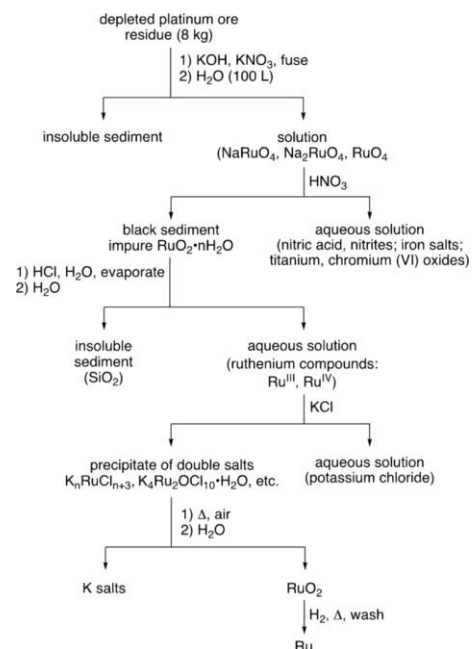 depleted platinum ore
residue (8 kg)
1) KOH, KNO₃, fuse
2) H₂O (100 L)
insoluble sediment
solution
(NaRuO₄, Na₂RuO₄, RuO₄
HNO₃
black sediment
impure RuO₂•nH₂O
aqueous solution
(nitric acid, nitrites; iron salts;
titanium, chromium (VI) oxides)
1) HCl, H₂O, evaporate
2) H₂O
insoluble
sediment
(SiO₂)
aqueous solution
(ruthenium compounds:
Ruᴵᴵᴵ, Ruᴵⱽ)
KCl
precipitate of double salts
KₙRuClₙ₊₃, K₄Ru₂OCl₁₀•H₂O, etc.
aqueous solution
(potassium chloride)
1) Δ, air
2) H₂O
K salts
RuO₂
H₂, Δ, wash
Ru